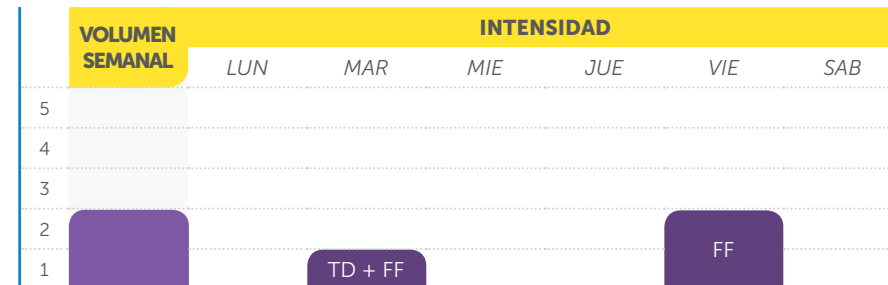 VOLUMEN
SEMANAL
INTENSIDAD
LUN MAR MIE JUE VIE SAB
5
4
3
2
FF
1
TD + FF